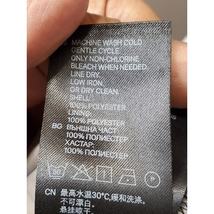 MACHINE WASH COLD
GENTLE CYCLE.
ONLY NON-CHLORINE
BLEACH WHEN NEEDED.
LINE DRY.
LOW IRON.
OR DRY CLEAN.
SHELL:
100% POLYESTER
LINING:
100% POLYESTER
BG ВЪНШНА ЧАСТ
100% ПОЛИЕСТЕР
ХАСТАР:
100% ПОЛИЕСТЕР
30
CN 最高水温30°C,缓和洗涤,
不可漂白,
悬挂晾干